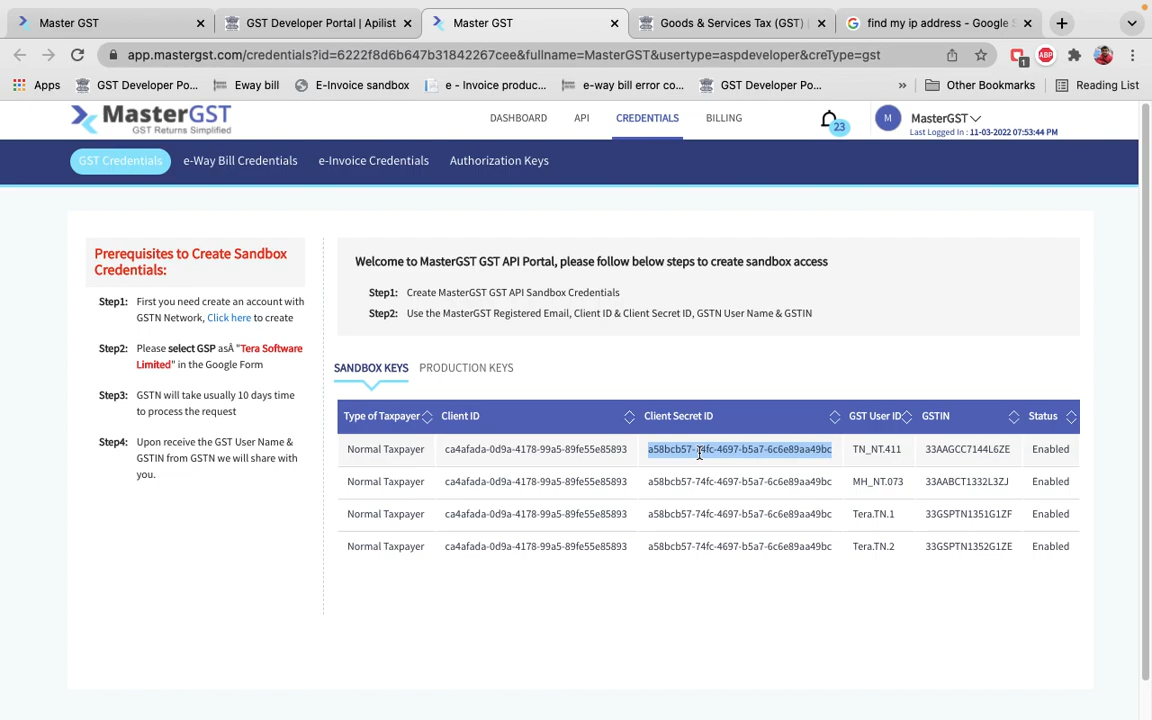 Master GST
GST Developer Portal | Apilist
Master GST
Goods & Services Tax (GST) |
find my ip address - Google S
app.mastergst.com/credentials?id=6222f8d6b647b31842267cee&fullname=MasterGST&usertype=aspdeveloper&creType=gst
1
ABP
Apps
GST Developer Po...
Eway bill
E-Invoice sandbox
e - Invoice produc...
e-way bill error co...
GST Developer Po...
»
Other Bookmarks
Reading List
MasterGST
GST Returns Simplified
DASHBOARD
API
CREDENTIALS
BILLING
23
M
MasterGST
Last Logged In : 11-03-2022 07:53:44 PM
GST Credentials
e-Way Bill Credentials
e-Invoice Credentials
Authorization Keys
Prerequisites to Create Sandbox
Credentials:
Step1: First you need create an account with
GSTN Network, Click here to create
Step2: Please select GSP asÂ "Tera Software
Limited" in the Google Form
Step3: GSTN will take usually 10 days time
to process the request
Step4: Upon receive the GST User Name &
GSTIN from GSTN we will share with
you.
Welcome to MasterGST GST API Portal, please follow below steps to create sandbox access
Step1: Create MasterGST GST API Sandbox Credentials
Step2: Use the MasterGST Registered Email, Client ID & Client Secret ID, GSTN User Name & GSTIN
SANDBOX KEYS
PRODUCTION KEYS
Type of Taxpayer Client ID Client Secret ID GST User ID GSTIN Status
Normal Taxpayer ca4afada-0d9a-4178-99a5-89fe55e85893 a58bcb57-74fc-4697-b5a7-6c6e89aa49bc TN_NT.411 33AAGCC7144L6ZE Enabled
Normal Taxpayer ca4afada-0d9a-4178-99a5-89fe55e85893 a58bcb57-74fc-4697-b5a7-6c6e89aa49bc MH_NT.073 33AABCT1332L3ZJ Enabled
Normal Taxpayer ca4afada-0d9a-4178-99a5-89fe55e85893 a58bcb57-74fc-4697-b5a7-6c6e89aa49bc Tera.TN.1 33GSPTN1351G1ZF Enabled
Normal Taxpayer ca4afada-0d9a-4178-99a5-89fe55e85893 a58bcb57-74fc-4697-b5a7-6c6e89aa49bc Tera.TN.2 33GSPTN1352G1ZE Enabled